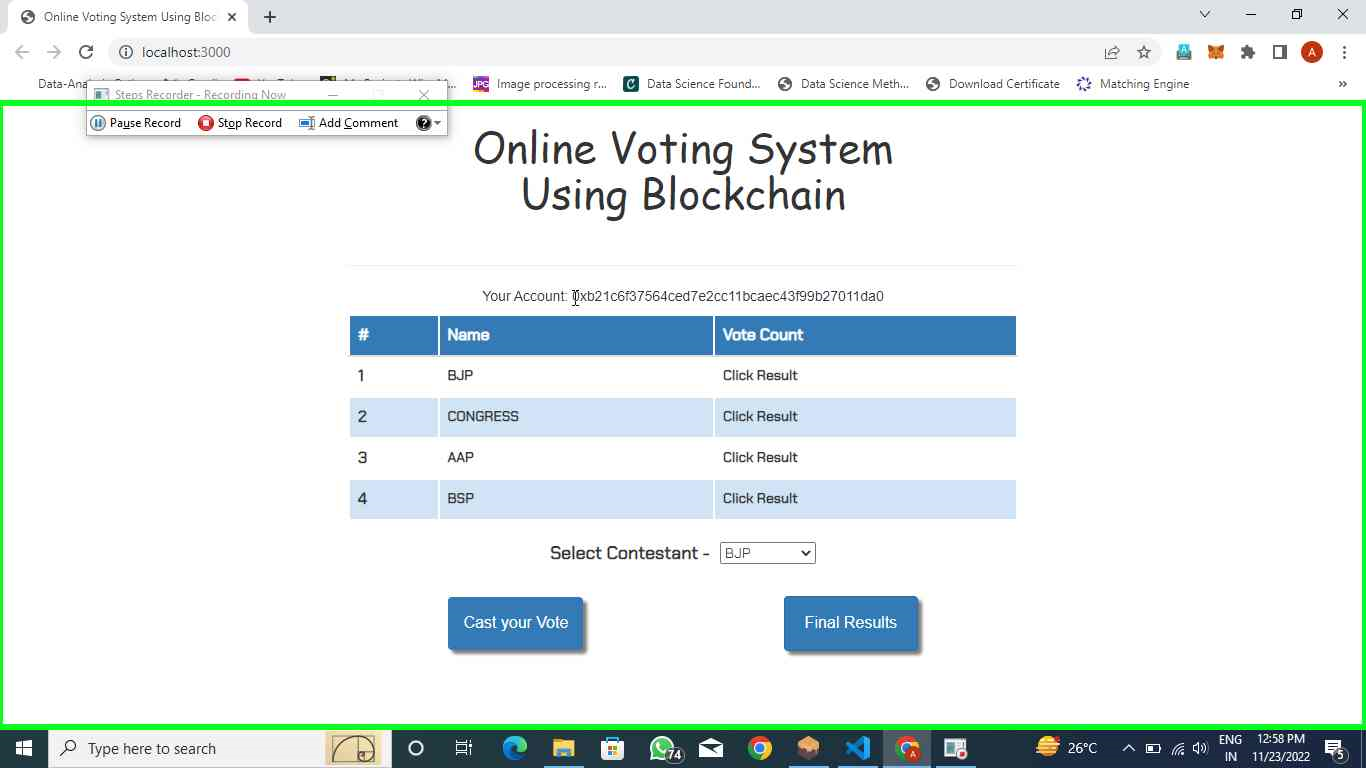 Online Voting System Using Bloc
localhost:3000
A
Data-Ana
Image processing r...
Data Science Found...
Data Science Meth...
Download Certificate
Matching Engine
»
Steps Recorder - Recording Now
Pause Record
Stop Record
Add Comment
Online Voting System
Using Blockchain
Your Account: 0xb21c6f37564ced7e2cc11bcaec43f99b27011da0
# Name Vote Count
1 BJP Click Result
2 CONGRESS Click Result
3 AAP Click Result
4 BSP Click Result
Select Contestant - BJP
Cast your Vote
Final Results
Type here to search
74
A
26°C
ENG
IN
12:58 PM
11/23/2022
5